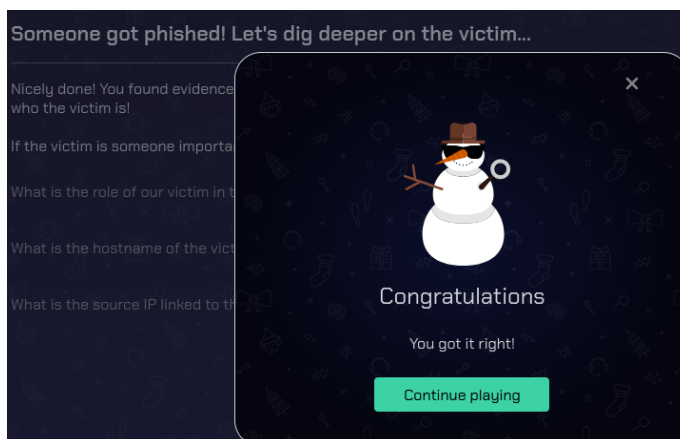 Someone got phished! Let's dig deeper on the victim...
Nicely done! You found evidence
who the victim is!
If the victim is someone importa
What is the role of our victim in t
What is the hostname of the vict
What is the source IP linked to th
Congratulations
You got it right!
Continue playing